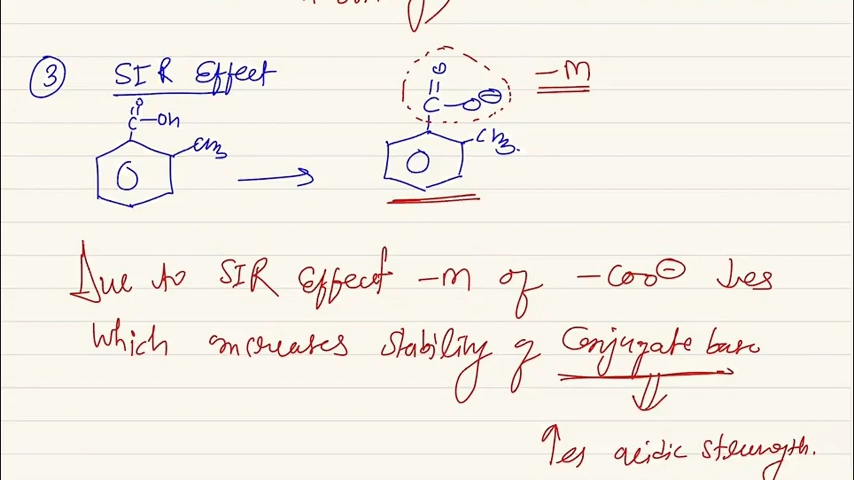 ③ SIR Effect
O
C—OH
CH3
O
C—O⊖
CH3.
—M
Due to SIR Effect —M of —COO⊖ ↓es
which increases stability of Conjugate base
↑es acidic strength.